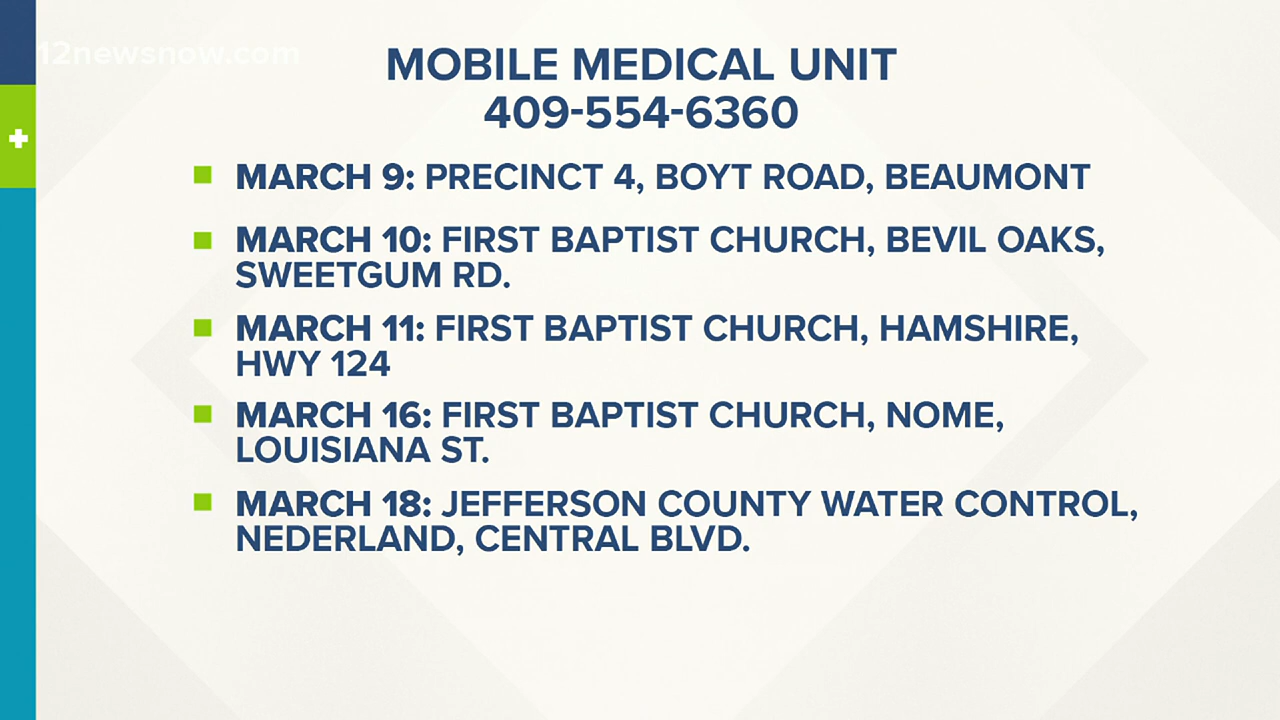 12newsnow.com
MOBILE MEDICAL UNIT
409-554-6360
MARCH 9: PRECINCT 4, BOYT ROAD, BEAUMONT
MARCH 10: FIRST BAPTIST CHURCH, BEVIL OAKS,
SWEETGUM RD.
MARCH 11: FIRST BAPTIST CHURCH, HAMSHIRE,
HWY 124
MARCH 16: FIRST BAPTIST CHURCH, NOME,
LOUISIANA ST.
MARCH 18: JEFFERSON COUNTY WATER CONTROL,
NEDERLAND, CENTRAL BLVD.